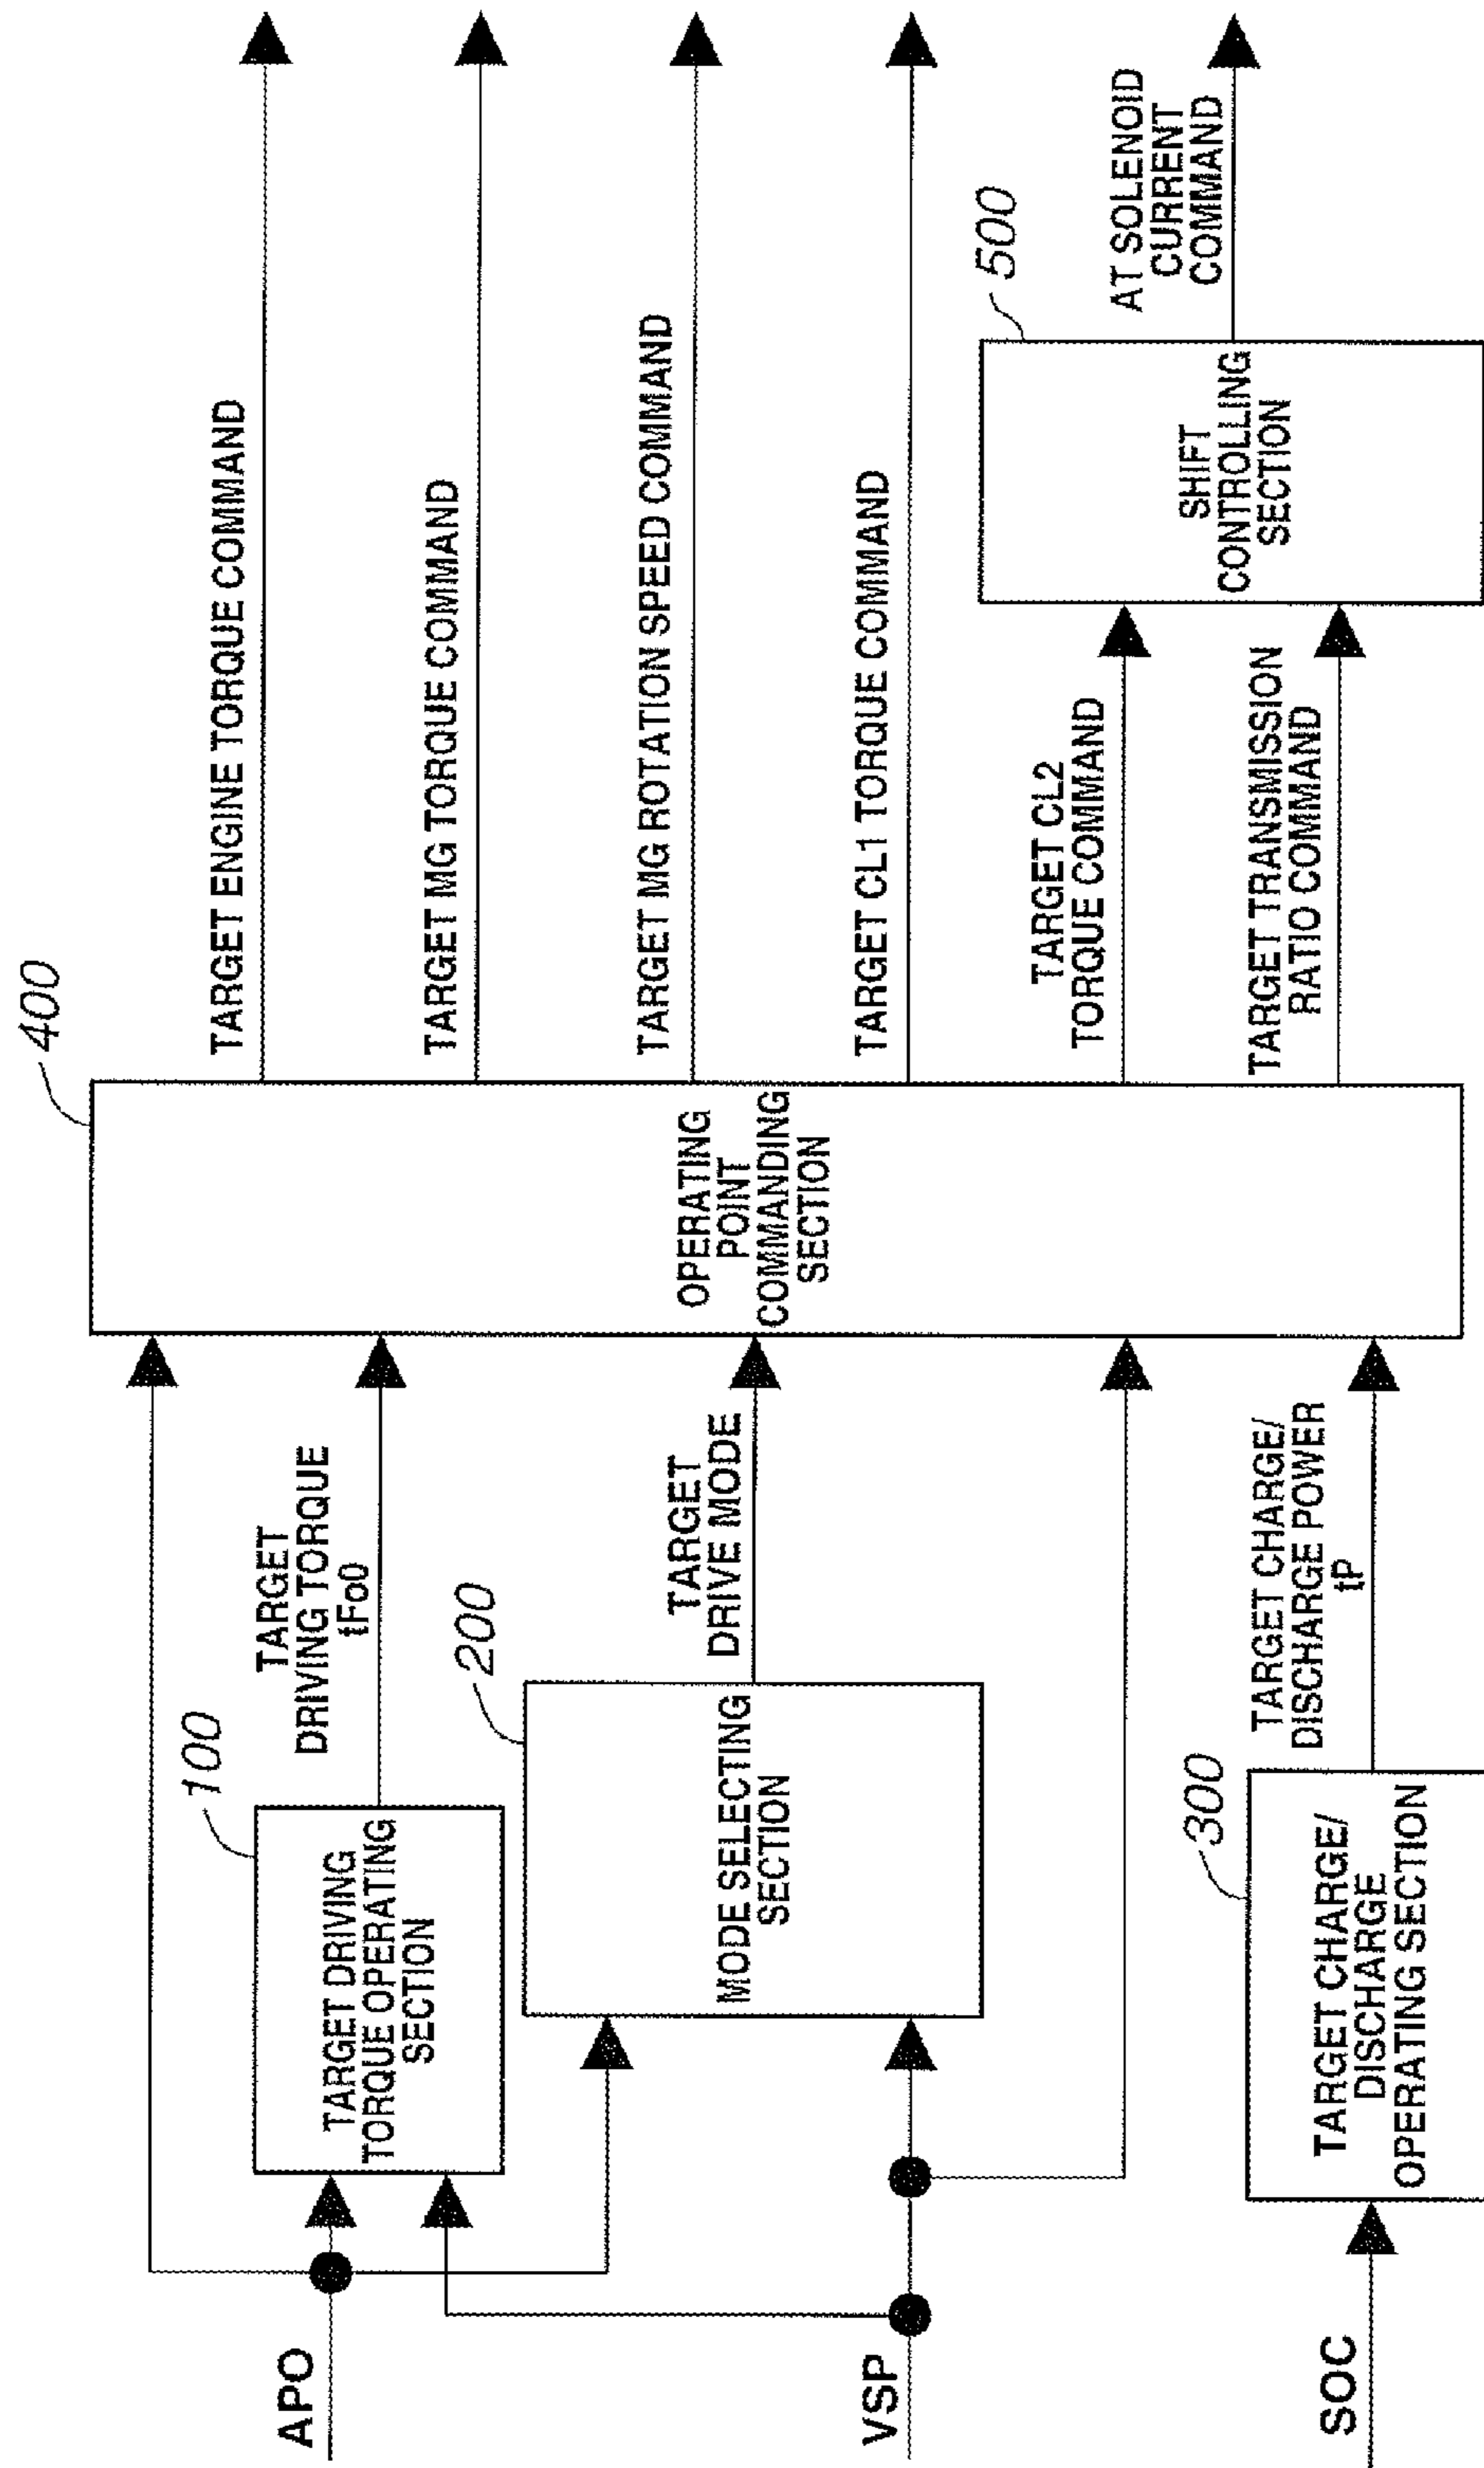 APO
VSP
SOC
100
TARGET DRIVING
TORQUE OPERATING
SECTION
200
MODE SELECTING
SECTION
300
TARGET CHARGE/
DISCHARGE
OPERATING SECTION
TARGET
DRIVING TORQUE
tFo0
TARGET
DRIVE MODE
TARGET CHARGE/
DISCHARGE POWER
tP
400
OPERATING
POINT
COMMANDING
SECTION
TARGET ENGINE TORQUE COMMAND
TARGET MG TORQUE COMMAND
TARGET MG ROTATION SPEED COMMAND
TARGET CL1 TORQUE COMMAND
TARGET CL2
TORQUE COMMAND
TARGET TRANSMISSION
RATIO COMMAND
500
SHIFT
CONTROLLING
SECTION
AT SOLENOID
CURRENT
COMMAND